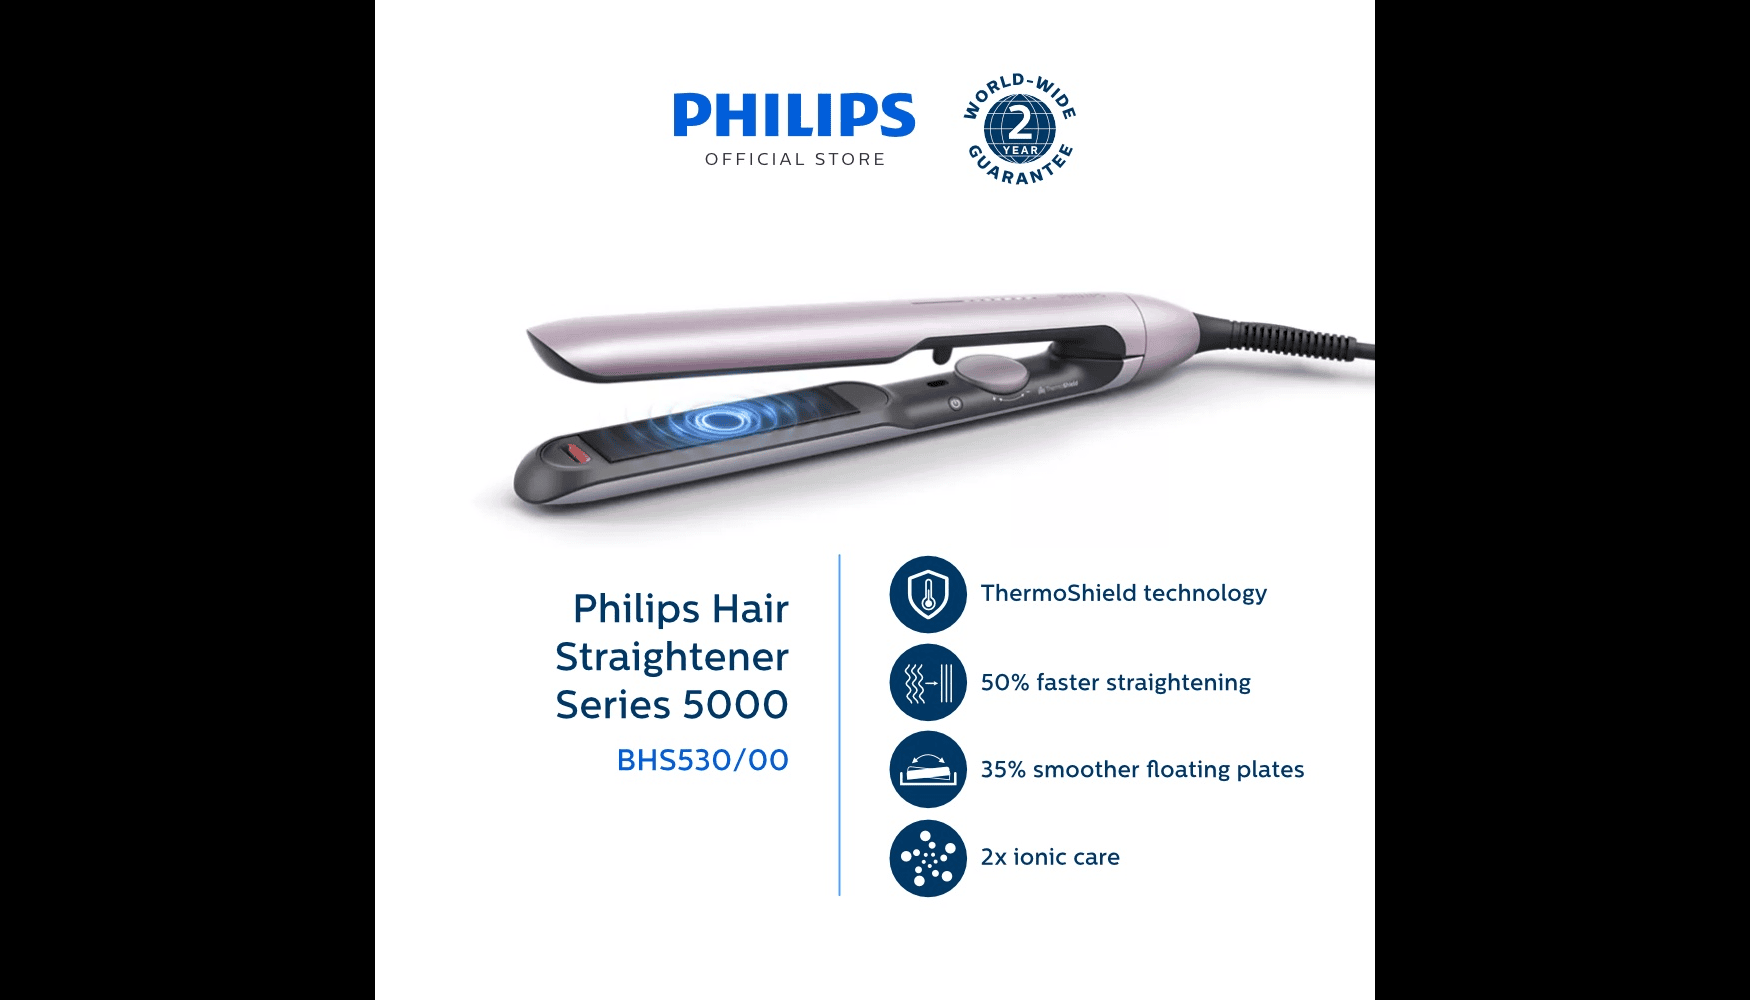 PHILIPS
OFFICIAL STORE
WORLD-WIDE
2
YEAR
GUARANTEE
ThermoShield
Philips Hair
Straightener
Series 5000
BHS530/00
ThermoShield technology
50% faster straightening
35% smoother floating plates
2x ionic care